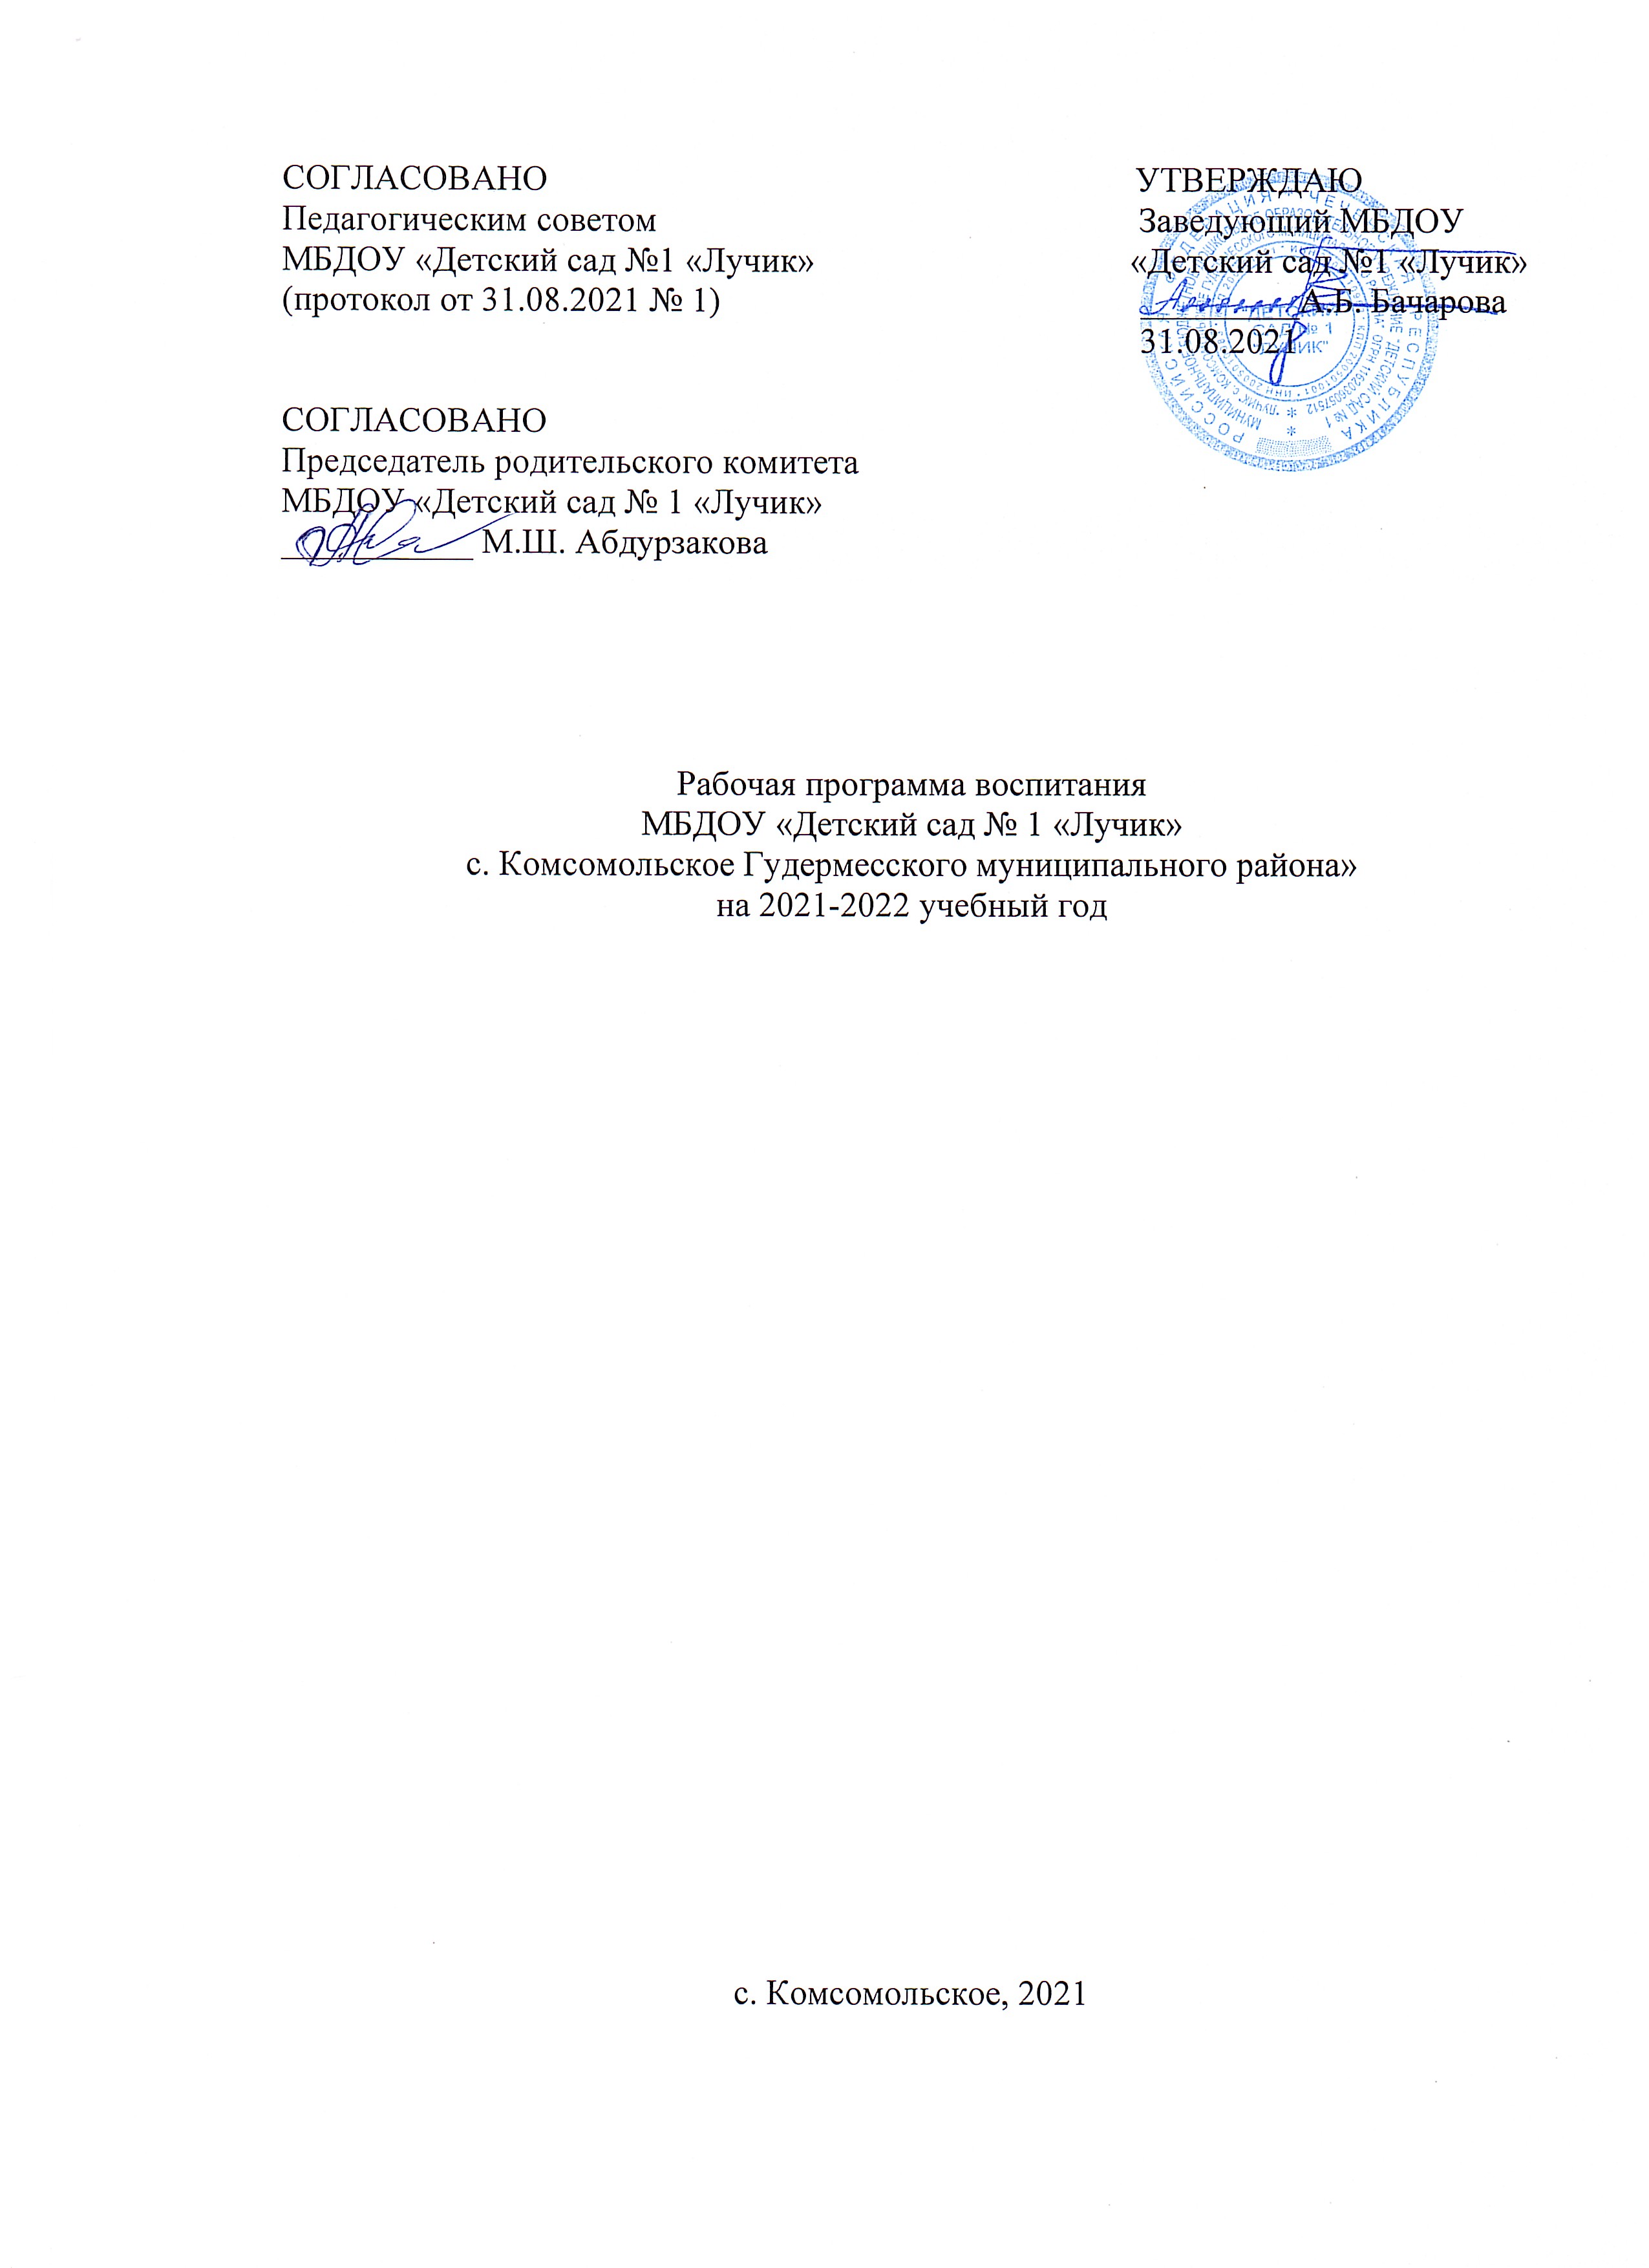 СОГЛАСОВАНО
Педагогическим советом
МБДОУ «Детский сад №1 «Лучик»
(протокол от 31.08.2021 № 1)
УТВЕРЖДАЮ
Заведующий МБДОУ
«Детский сад №1 «Лучик»
А.Б. Бачарова
31.08.2021
СОГЛАСОВАНО
Председатель родительского комитета
МБДОУ «Детский сад № 1 «Лучик»
М.Ш. Абдурзакова
Рабочая программа воспитания
МБДОУ «Детский сад № 1 «Лучик»
с. Комсомольское Гудермесского муниципального района»
на 2021-2022 учебный год
с. Комсомольское, 2021